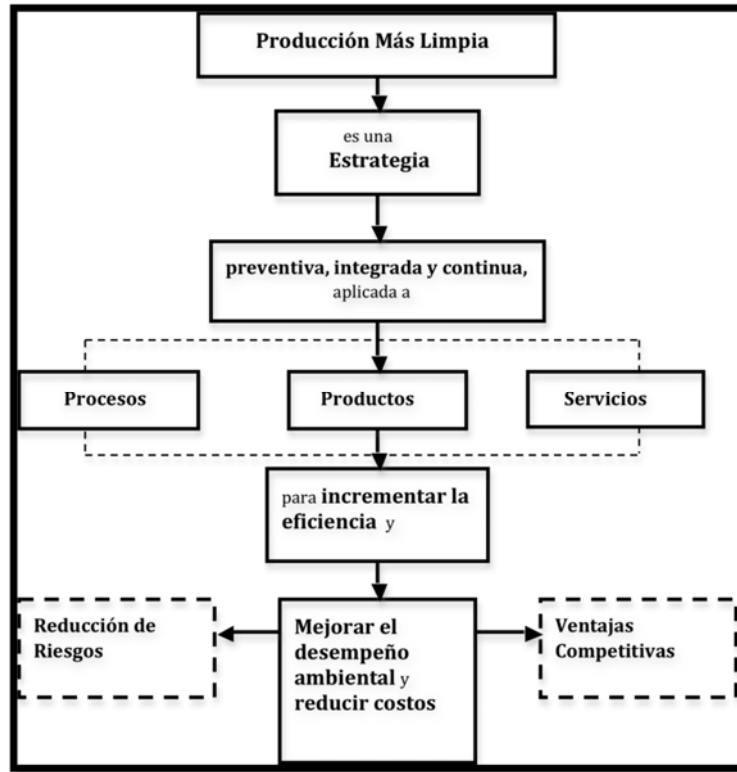 Producción Más Limpia
es una
Estrategia
preventiva, integrada y continua,
aplicada a
Procesos
Productos
Servicios
para incrementar la
eficiencia y
Reducción de
Riesgos
Mejorar el
desempeño
ambiental y
reducir costos
Ventajas
Competitivas